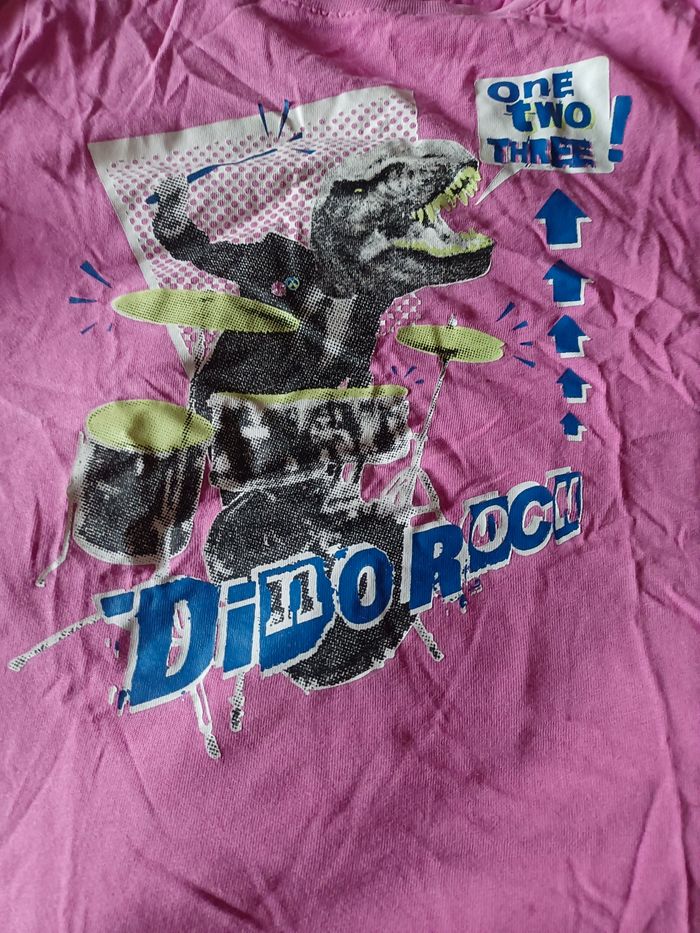 OnE
tWO
THREE!
DinO ROCK